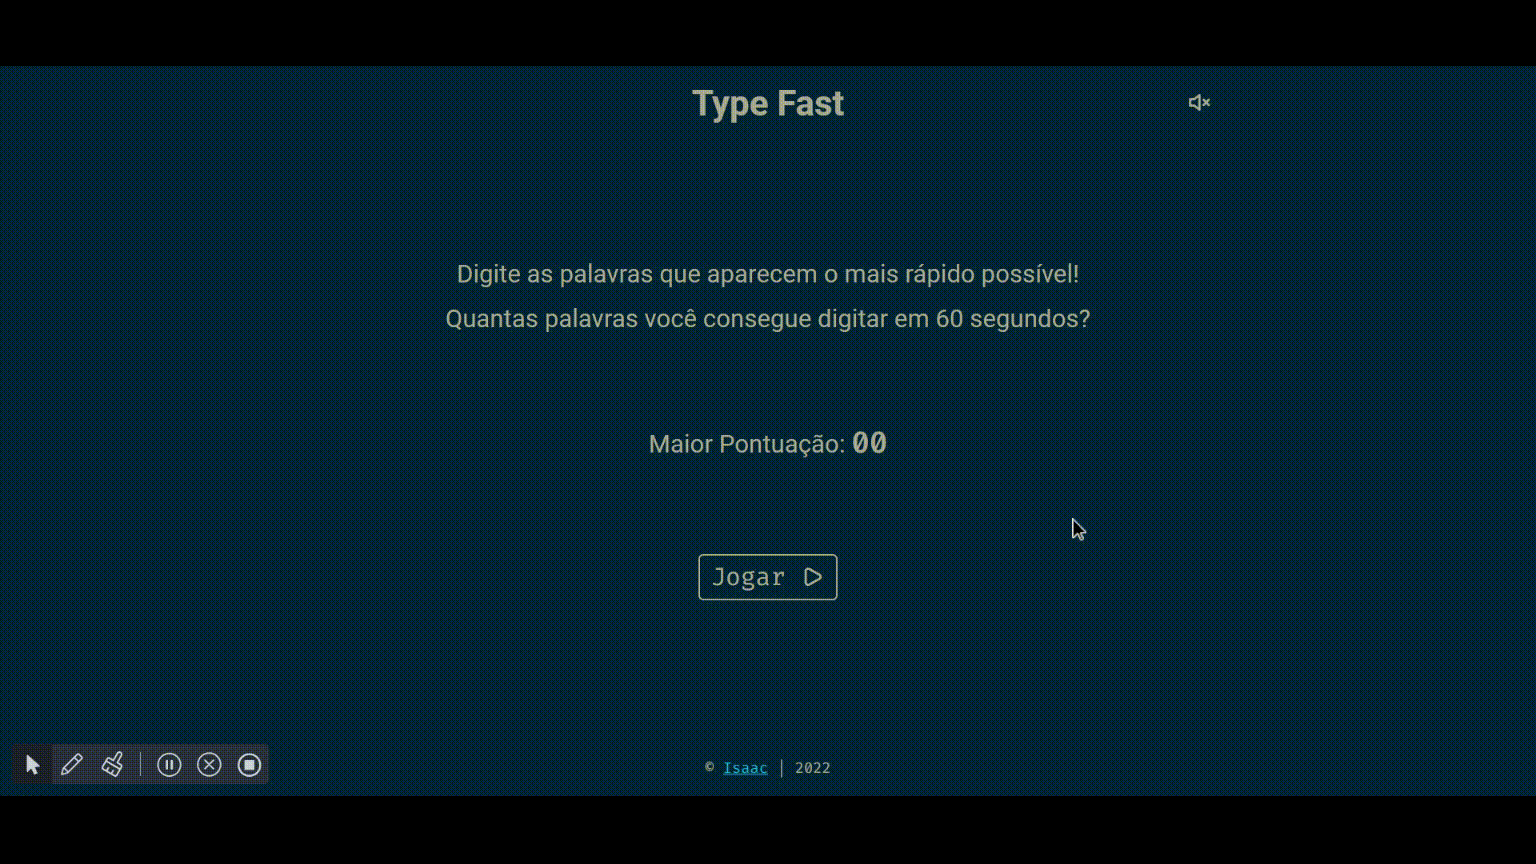 Type Fast
Digite as palavras que aparecem o mais rápido possível!
Quantas palavras você consegue digitar em 60 segundos?
Maior Pontuação: 00
Jogar
© Isaac | 2022